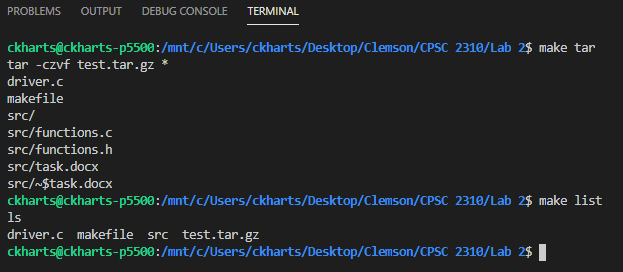 PROBLEMS OUTPUT DEBUG CONSOLE TERMINAL
ckharts@ckharts-p5500:/mnt/c/Users/ckharts/Desktop/Clemson/CPSC 2310/Lab 2$ make tar
tar -czvf test.tar.gz *
driver.c
makefile
src/
src/functions.c
src/functions.h
src/task.docx
src/~$task.docx
ckharts@ckharts-p5500:/mnt/c/Users/ckharts/Desktop/Clemson/CPSC 2310/Lab 2$ make list
ls
driver.c  makefile  src  test.tar.gz
ckharts@ckharts-p5500:/mnt/c/Users/ckharts/Desktop/Clemson/CPSC 2310/Lab 2$